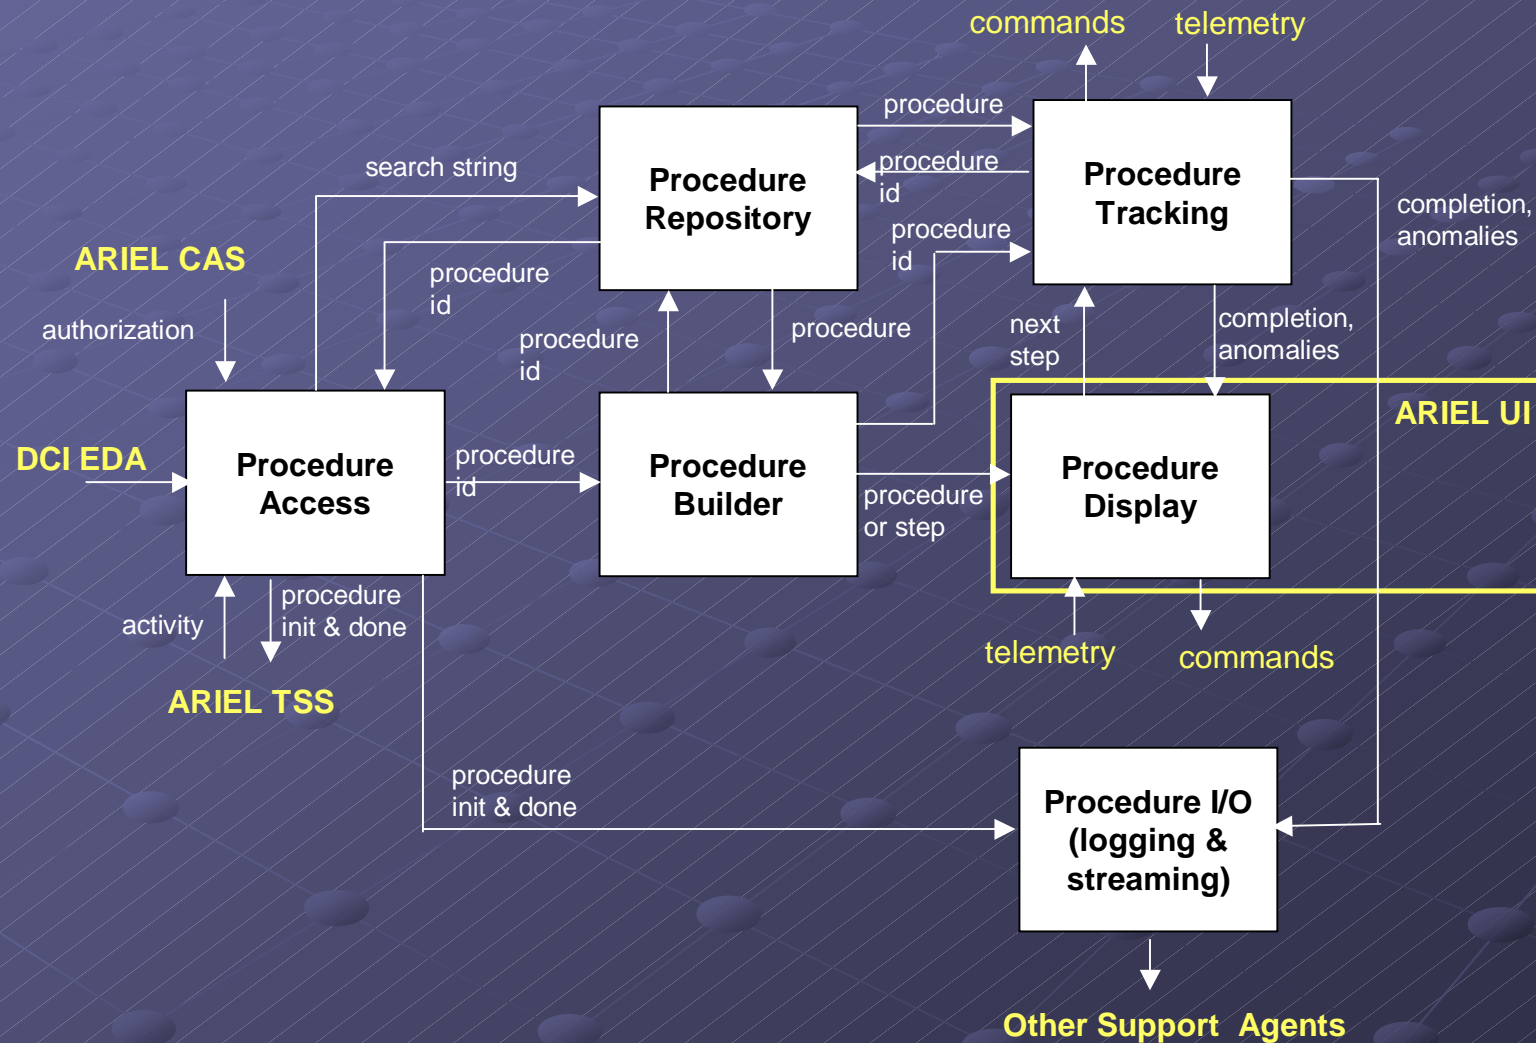 commands
telemetry
procedure
search string
Procedure
Repository
procedure
id
Procedure
Tracking
completion,
anomalies
procedure
id
ARIEL CAS
procedure
id
authorization
procedure
id
procedure
next
step
completion,
anomalies
ARIEL UI
DCI EDA
Procedure
Access
procedure
id
Procedure
Builder
procedure
or step
Procedure
Display
activity
procedure
init & done
telemetry
commands
ARIEL TSS
procedure
init & done
Procedure I/O
(logging &
streaming)
Other Support Agents